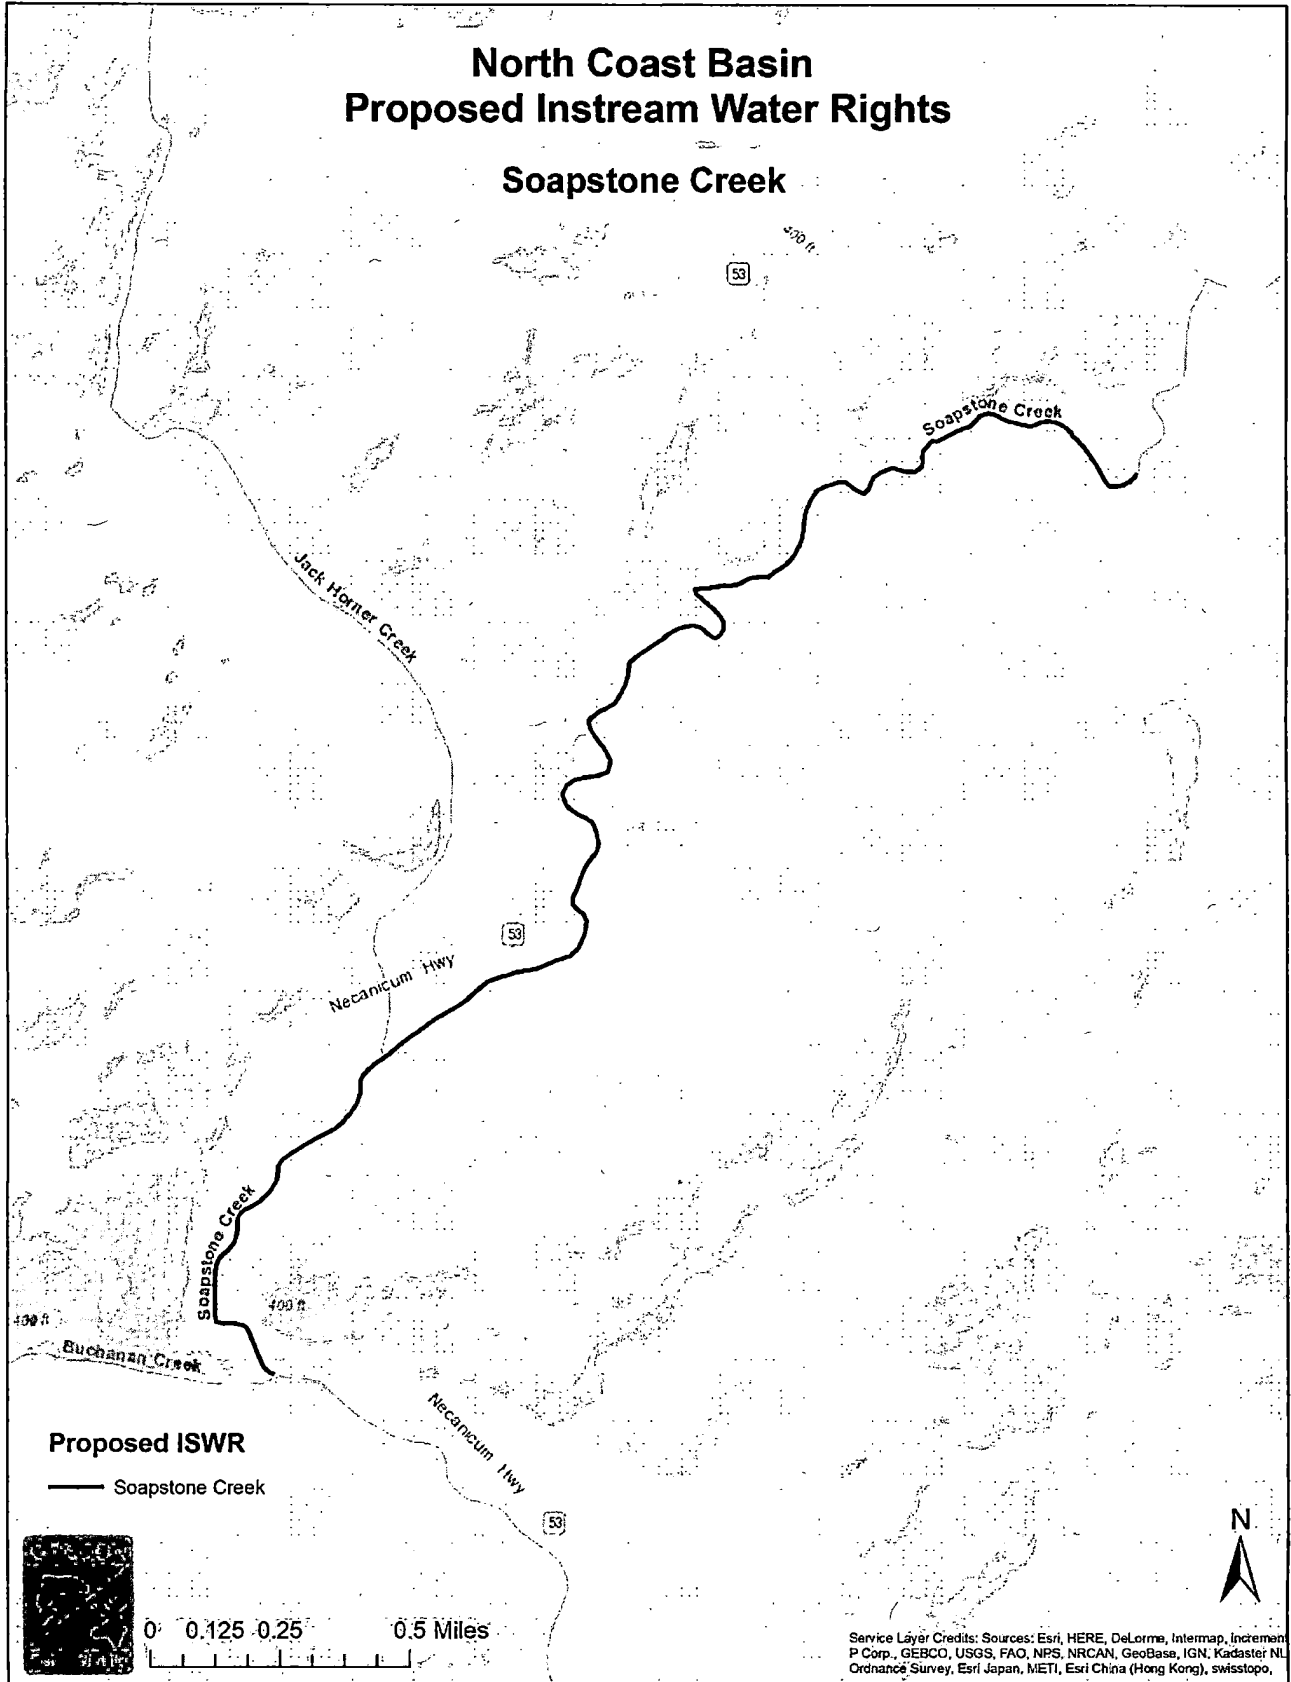 North Coast Basin
Proposed Instream Water Rights
Soapstone Creek
400 ft
53
Soapstone Creek
Jack Horner Creek
53
Necanicum Hwy
Soapstone Creek
400 ft
400 ft
Buchanan Creek
Necanicum Hwy
Proposed ISWR
Soapstone Creek
53
N
0 0.125 0.25 0.5 Miles
Service Layer Credits: Sources: Esri, HERE, DeLorme, Intermap, Increment
P Corp., GEBCO, USGS, FAO, NPS, NRCAN, GeoBase, IGN, Kadaster NL
Ordnance Survey, Esri Japan, METI, Esri China (Hong Kong), swisstopo,